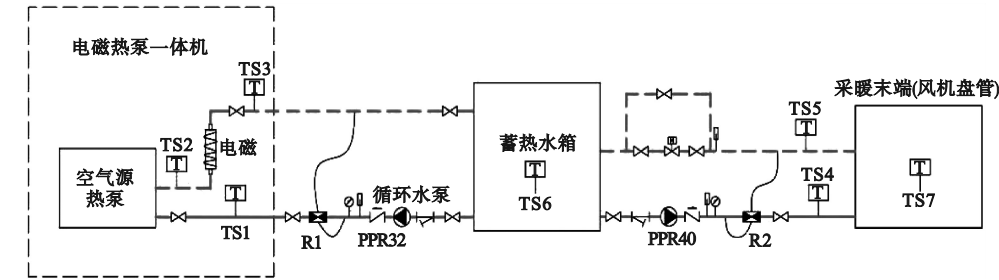 电磁热泵一体机
TS3
T
采暖末端(风机盘管)
TS5
T
TS2
T
电磁
蓄热水箱
T
TS6
空气源
热泵
T
TS1
循环水泵
TS4
T
T
TS7
R1
PPR32
PPR40
R2